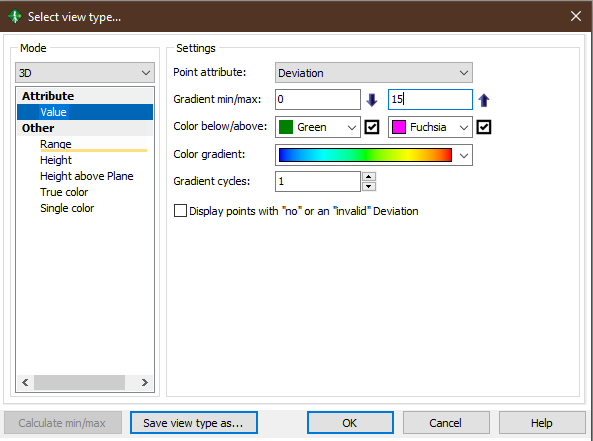 Select view type...
Mode
3D
Attribute
Value
Other
Range
Height
Height above Plane
True color
Single color
Settings
Point attribute: Deviation
Gradient min/max: 0 15
Color below/above: Green Fuchsia
Color gradient:
Gradient cycles: 1
Display points with "no" or an "invalid" Deviation
Calculate min/max Save view type as... OK Cancel Help